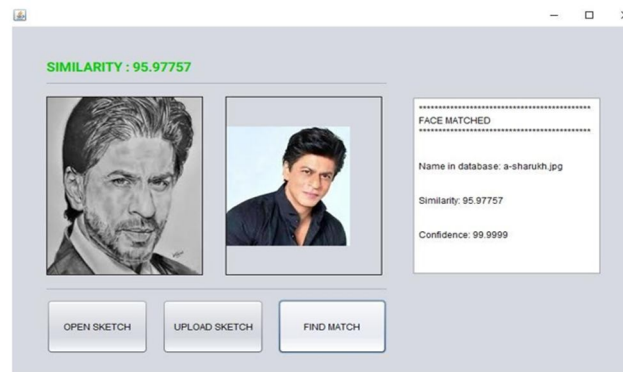 SIMILARITY : 95.97757
********************************************
FACE MATCHED
********************************************
Name in database: a-sharukh.jpg
Similarity: 95.97757
Confidence: 99.9999
OPEN SKETCH
UPLOAD SKETCH
FIND MATCH